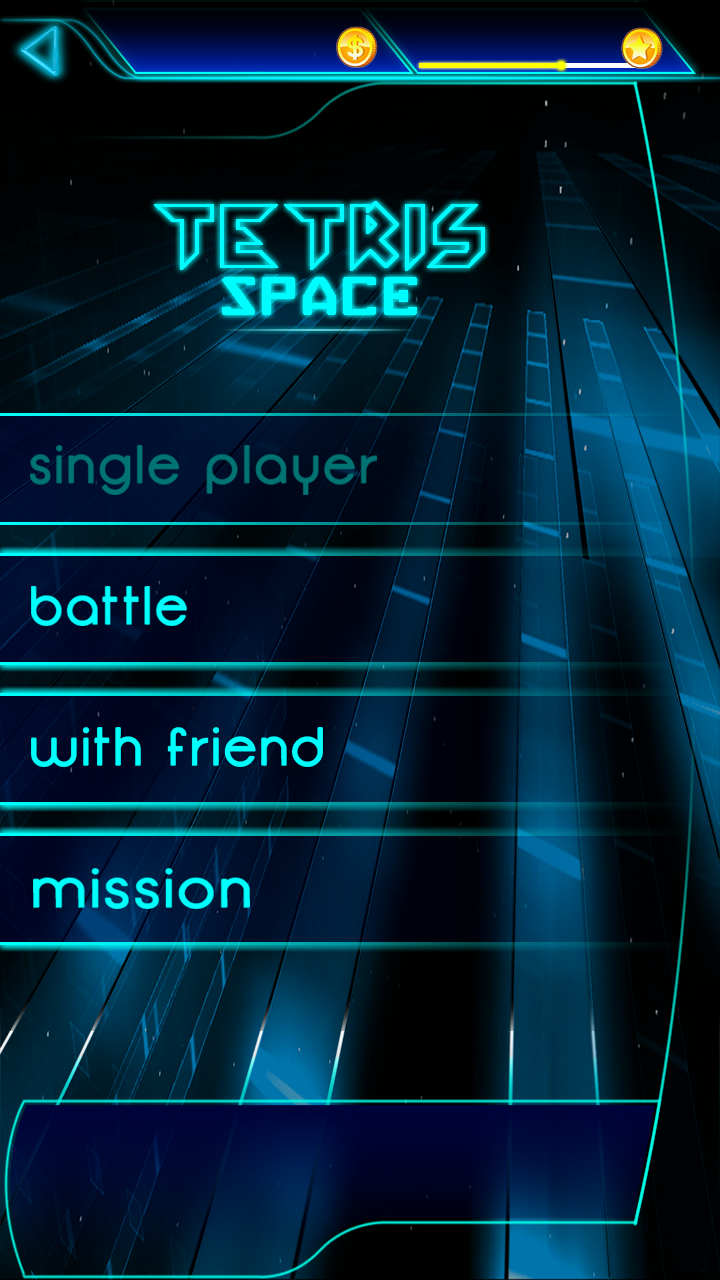 TETRIS
SPACE
single player
battle
with friend
mission